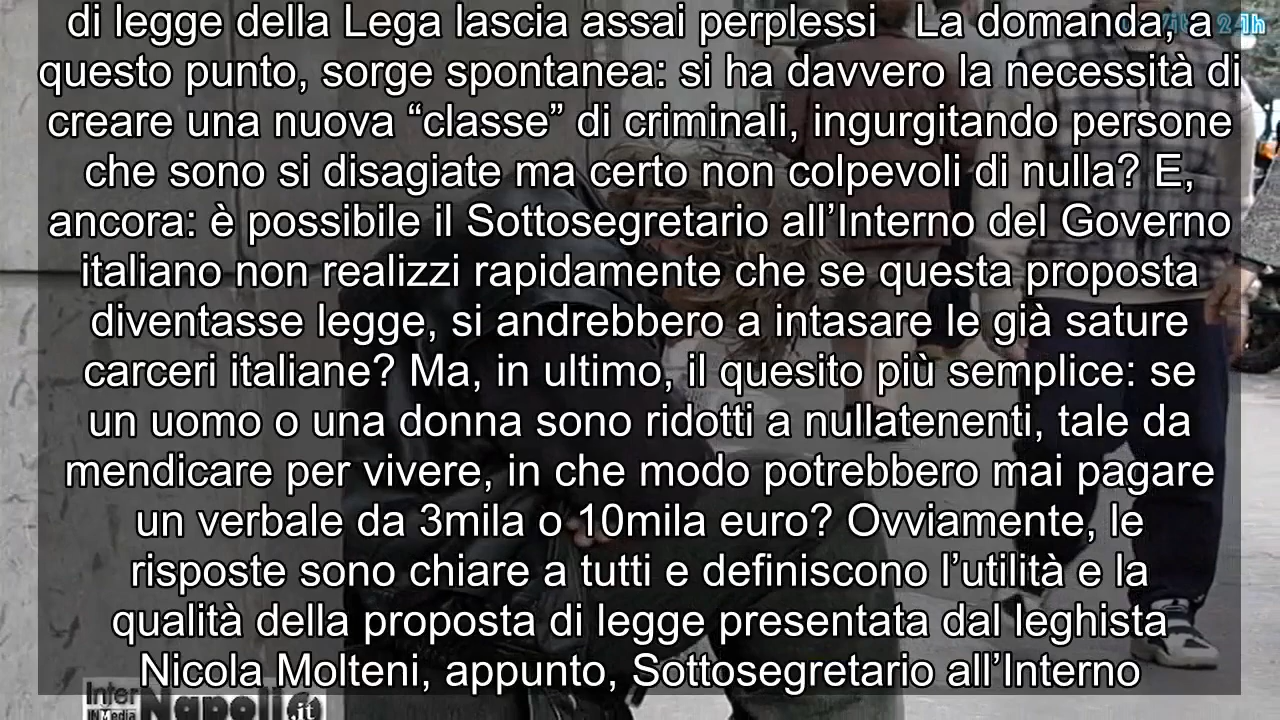 di legge della Lega lascia assai perplessi   La domanda, a
questo punto, sorge spontanea: si ha davvero la necessità di
creare una nuova “classe” di criminali, ingurgitando persone
che sono si disagiate ma certo non colpevoli di nulla? E,
ancora: è possibile il Sottosegretario all’Interno del Governo
italiano non realizzi rapidamente che se questa proposta
diventasse legge, si andrebbero a intasare le già sature
carceri italiane? Ma, in ultimo, il quesito più semplice: se
un uomo o una donna sono ridotti a nullatenenti, tale da
mendicare per vivere, in che modo potrebbero mai pagare
un verbale da 3mila o 10mila euro? Ovviamente, le
risposte sono chiare a tutti e definiscono l’utilità e la
qualità della proposta di legge presentata dal leghista
Nicola Molteni, appunto, Sottosegretario all’Interno
Inter
IN Media
Napoli.it
24h